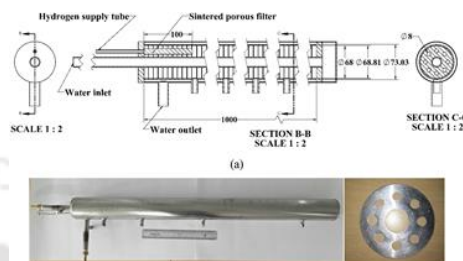 Hydrogen supply tube
Sintered porous filter
100
Ø8
Ø68 Ø68.81 Ø73.03
Water inlet
Water outlet
1000
SCALE 1 : 2
SECTION B-B
SCALE 1 : 2
SECTION C-C
SCALE 1 : 2
(a)